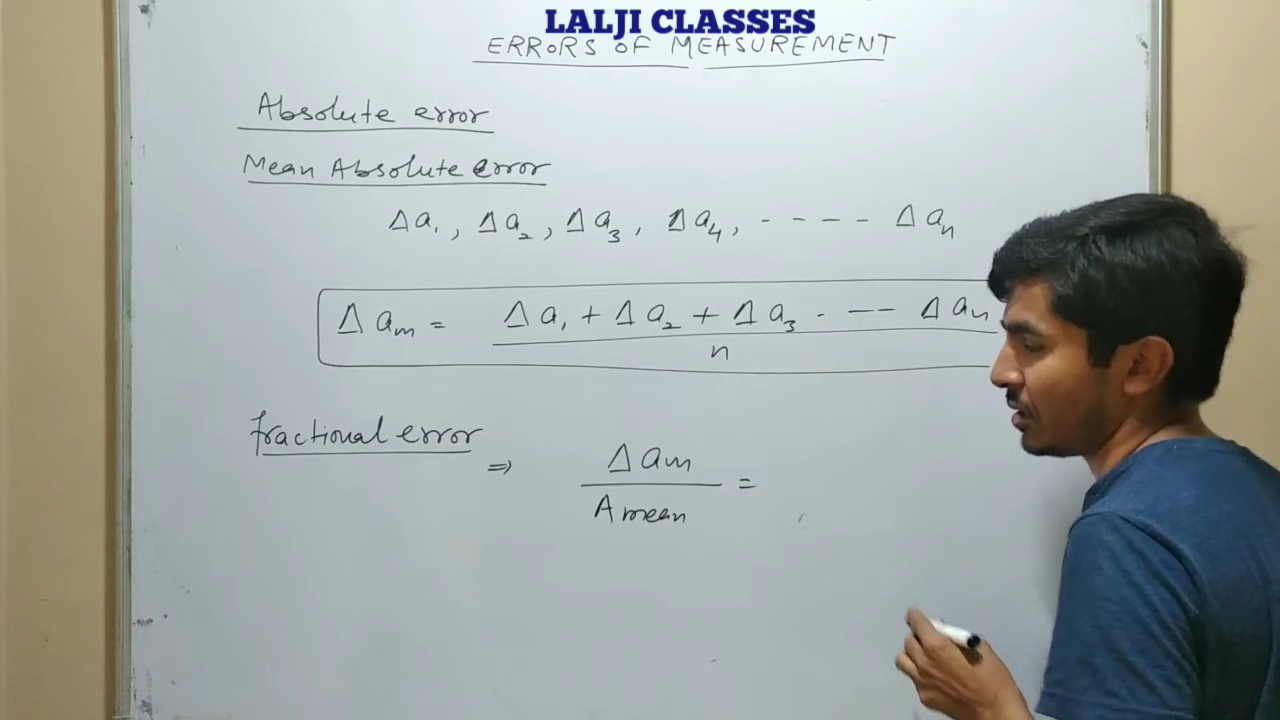 LALJI CLASSES
ERRORS OF MEASUREMENT
Absolute error
Mean Absolute error
Δa₁, Δa₂, Δa₃, Δa₄, ---- Δaₙ
Δaₘ = Δa₁ + Δa₂ + Δa₃ . -- Δaₙ
n
fractional error
⇒ Δaₘ =
Amean